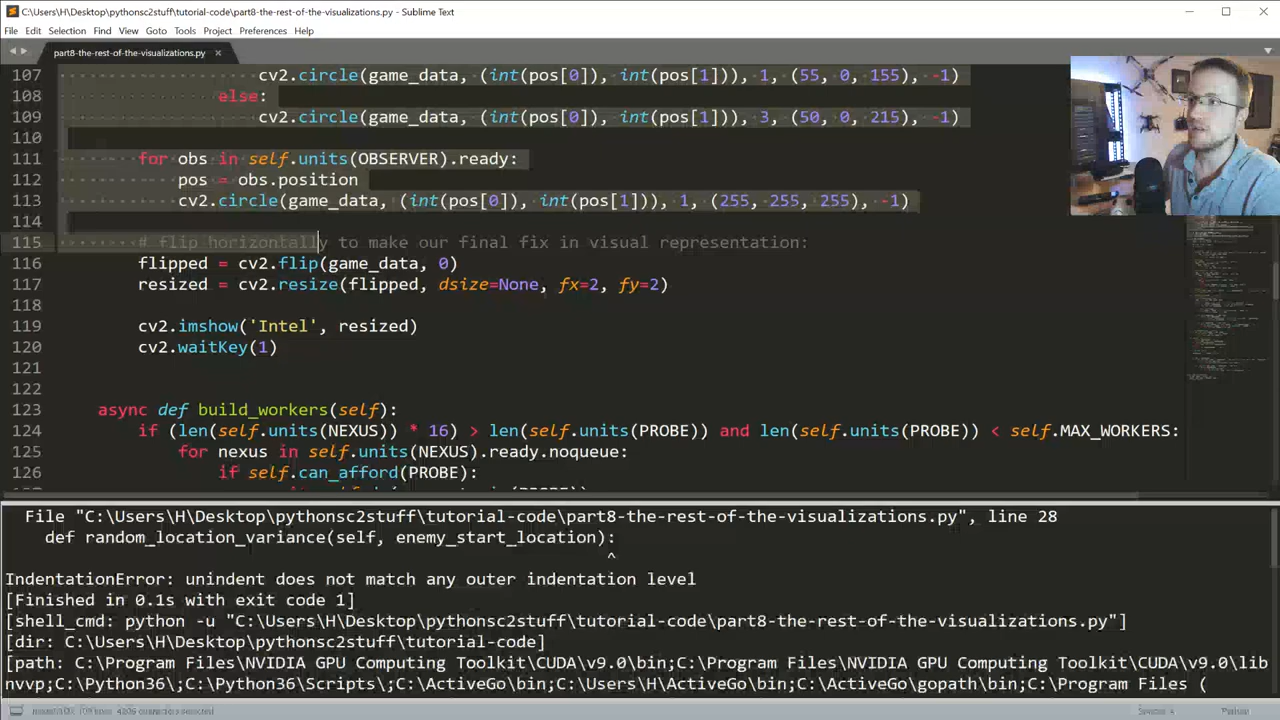 C:\Users\H\Desktop\pythonsc2stuff\tutorial-code\part8-the-rest-of-the-visualizations.py - Sublime Text
File Edit Selection Find View Goto Tools Project Preferences Help
part8-the-rest-of-the-visualizations.py
107 cv2.circle(game_data, (int(pos[0]), int(pos[1])), 1, (55, 0, 155), -1)
108 else:
109 cv2.circle(game_data, (int(pos[0]), int(pos[1])), 3, (50, 0, 215), -1)
110
111 for obs in self.units(OBSERVER).ready:
112 pos = obs.position
113 cv2.circle(game_data, (int(pos[0]), int(pos[1])), 1, (255, 255, 255), -1)
114
115 # flip horizontally to make our final fix in visual representation:
116 flipped = cv2.flip(game_data, 0)
117 resized = cv2.resize(flipped, dsize=None, fx=2, fy=2)
118
119 cv2.imshow('Intel', resized)
120 cv2.waitKey(1)
121
122
123 async def build_workers(self):
124 if (len(self.units(NEXUS)) * 16) > len(self.units(PROBE)) and len(self.units(PROBE)) < self.MAX_WORKERS:
125 for nexus in self.units(NEXUS).ready.noqueue:
126 if self.can_afford(PROBE):
File "C:\Users\H\Desktop\pythonsc2stuff\tutorial-code\part8-the-rest-of-the-visualizations.py", line 28
def random_location_variance(self, enemy_start_location):
^
IndentationError: unindent does not match any outer indentation level
[Finished in 0.1s with exit code 1]
[shell_cmd: python -u "C:\Users\H\Desktop\pythonsc2stuff\tutorial-code\part8-the-rest-of-the-visualizations.py"]
[dir: C:\Users\H\Desktop\pythonsc2stuff\tutorial-code]
[path: C:\Program Files\NVIDIA GPU Computing Toolkit\CUDA\v9.0\bin;C:\Program Files\NVIDIA GPU Computing Toolkit\CUDA\v9.0\lib
nvvp;C:\Python36\;C:\Python36\Scripts\;C:\ActiveGo\bin;C:\Users\H\ActiveGo\bin;C:\ActiveGo\gopath\bin;C:\Program Files (